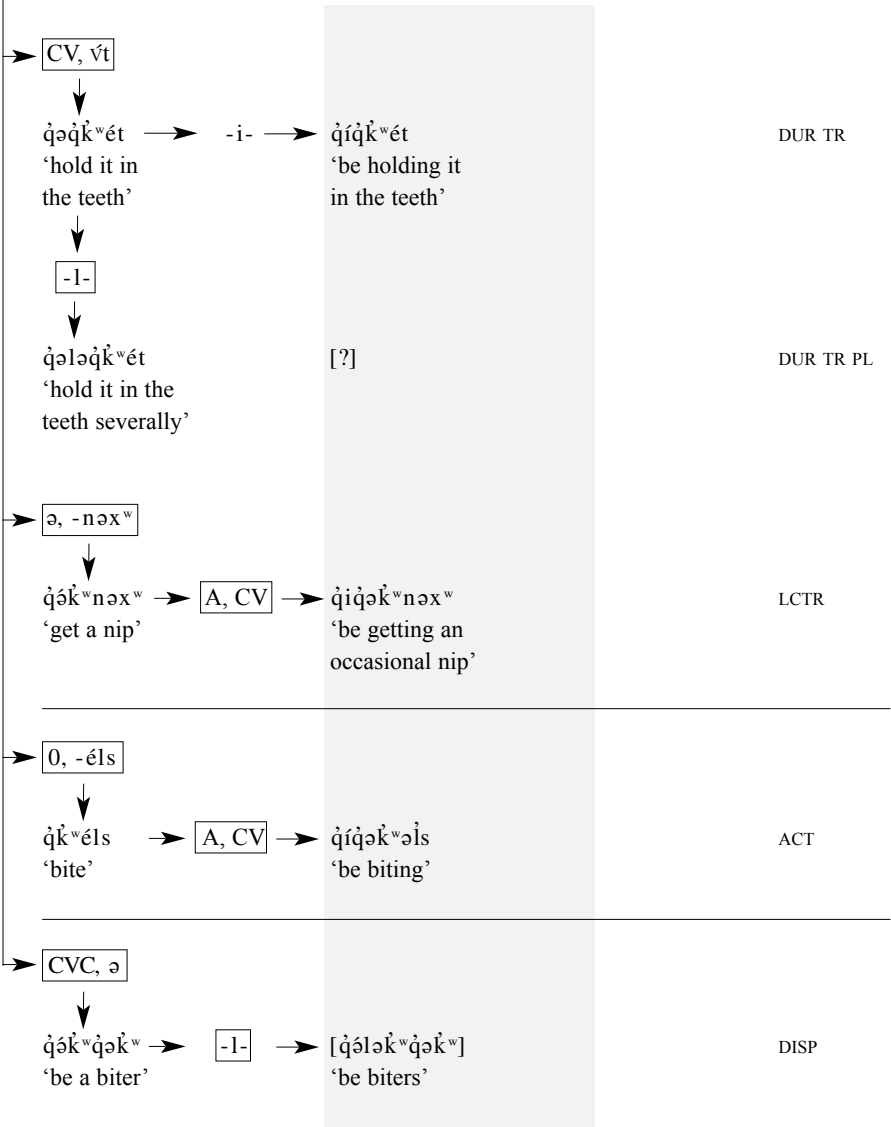 CV, v́t
q̓əq̓k̓ʷét -i- q̓íq̓k̓ʷét DUR TR
‘hold it in ‘be holding it
the teeth’ in the teeth’
-l-
q̓ələq̓k̓ʷét [?] DUR TR PL
‘hold it in the
teeth severally’
ə, -nəxʷ
q̓ə́k̓ʷnəxʷ A, CV q̓iq̓ək̓ʷnəxʷ LCTR
‘get a nip’ ‘be getting an
occasional nip’
0, -éls
q̓k̓ʷéls A, CV q̓íq̓ək̓ʷəl̓s ACT
‘bite’ ‘be biting’
CVC, ə
q̓ə́k̓ʷq̓ək̓ʷ -l- [q̓ə́lək̓ʷq̓ək̓ʷ] DISP
‘be a biter’ ‘be biters’